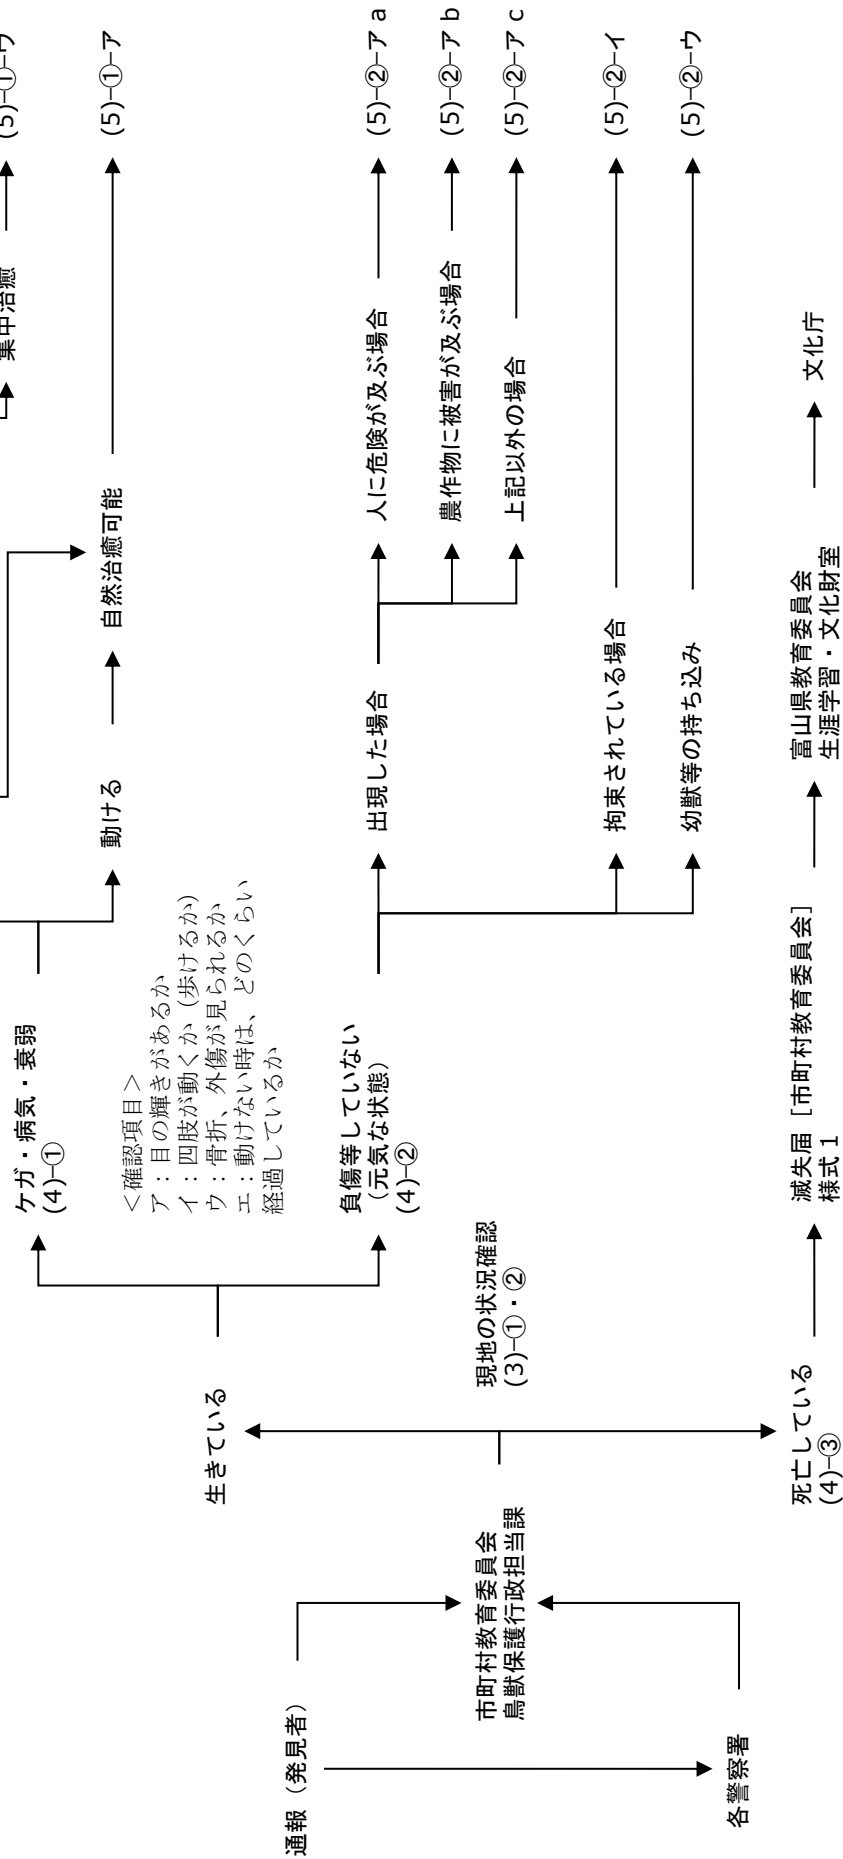 通報（発見者）
各警察署
市町村教育委員会
鳥獣保護行政担当課
現地の状況確認
(3)-①・②
生きている
ケガ・病気・衰弱
(4)-①
＜確認項目＞
ア：目の輝きがあるか
イ：四肢が動くか（歩けるか）
ウ：骨折、外傷が見られるか
エ：動けない時は、どのくらい
経過しているか
集中治癒
(5)-①-ウ
動ける
自然治癒可能
(5)-①-ア
負傷等していない
（元気な状態）
(4)-②
出現した場合
人に危険が及ぶ場合
(5)-②-ア a
農作物に被害が及ぶ場合
(5)-②-ア b
上記以外の場合
(5)-②-ア c
拘束されている場合
(5)-②-イ
幼獣等の持ち込み
(5)-②-ウ
死亡している
(4)-③
滅失届［市町村教育委員会］
様式１
富山県教育委員会
生涯学習・文化財室
文化庁